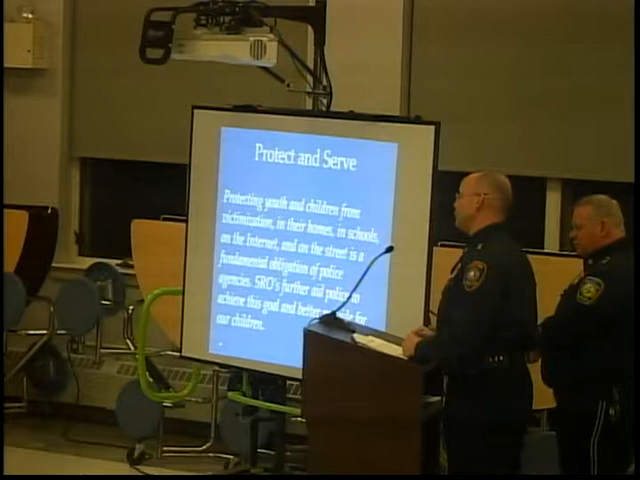 Protect and Serve
Protecting youth and children from
victimization, in their homes, in schools,
on the Internet, and on the street is a
fundamental obligation of police
agencies. SRO's further aid police to
achieve this goal and better for
our children.